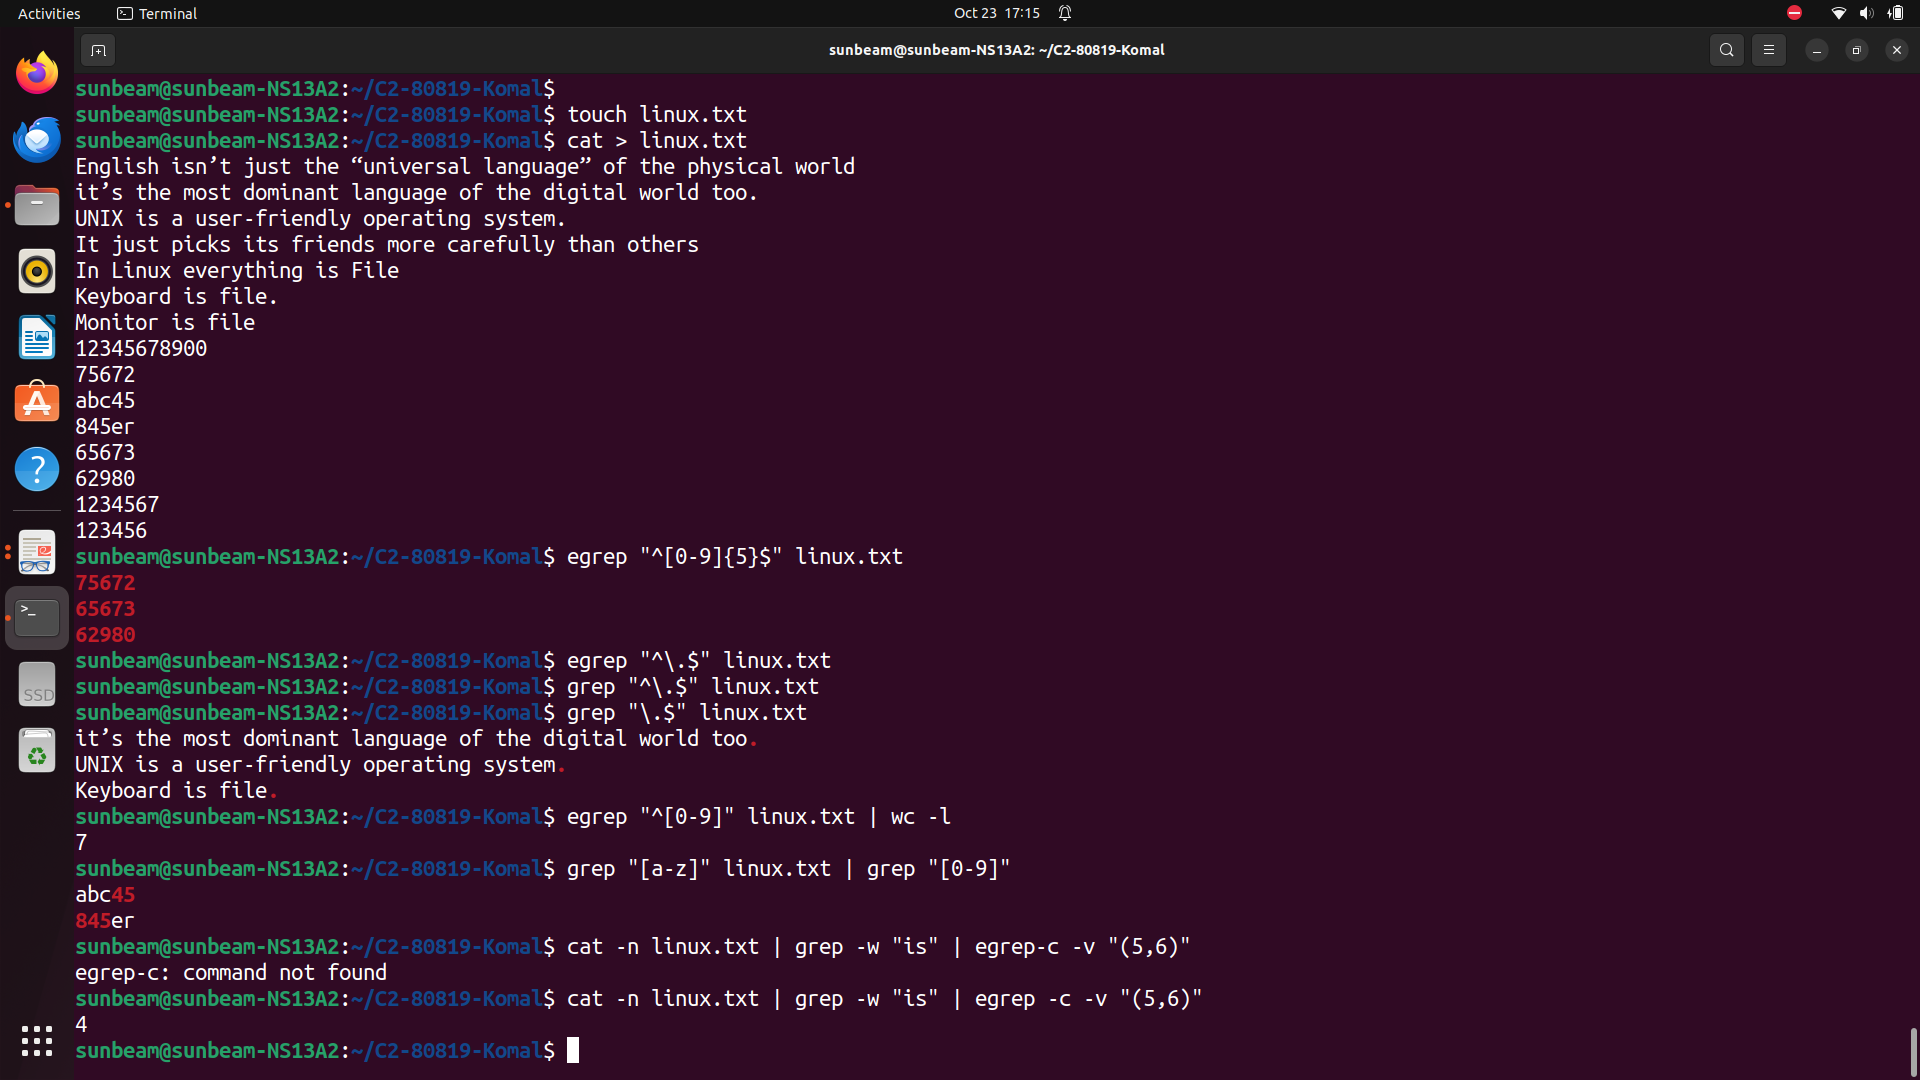 Activities
Terminal
Oct 23 17:15
sunbeam@sunbeam-NS13A2: ~/C2-80819-Komal
sunbeam@sunbeam-NS13A2:~/C2-80819-Komal$
sunbeam@sunbeam-NS13A2:~/C2-80819-Komal$ touch linux.txt
sunbeam@sunbeam-NS13A2:~/C2-80819-Komal$ cat > linux.txt
English isn’t just the “universal language” of the physical world
it’s the most dominant language of the digital world too.
UNIX is a user-friendly operating system.
It just picks its friends more carefully than others
In Linux everything is File
Keyboard is file.
Monitor is file
12345678900
75672
abc45
845er
65673
62980
1234567
123456
sunbeam@sunbeam-NS13A2:~/C2-80819-Komal$ egrep "^[0-9]{5}$" linux.txt
75672
65673
62980
sunbeam@sunbeam-NS13A2:~/C2-80819-Komal$ egrep "^\.$" linux.txt
sunbeam@sunbeam-NS13A2:~/C2-80819-Komal$ grep "^\.$" linux.txt
sunbeam@sunbeam-NS13A2:~/C2-80819-Komal$ grep "\.$" linux.txt
it’s the most dominant language of the digital world too.
UNIX is a user-friendly operating system.
Keyboard is file.
sunbeam@sunbeam-NS13A2:~/C2-80819-Komal$ egrep "^[0-9]" linux.txt | wc -l
7
sunbeam@sunbeam-NS13A2:~/C2-80819-Komal$ grep "[a-z]" linux.txt | grep "[0-9]"
abc45
845er
sunbeam@sunbeam-NS13A2:~/C2-80819-Komal$ cat -n linux.txt | grep -w "is" | egrep-c -v "(5,6)"
egrep-c: command not found
sunbeam@sunbeam-NS13A2:~/C2-80819-Komal$ cat -n linux.txt | grep -w "is" | egrep -c -v "(5,6)"
4
sunbeam@sunbeam-NS13A2:~/C2-80819-Komal$
SSD